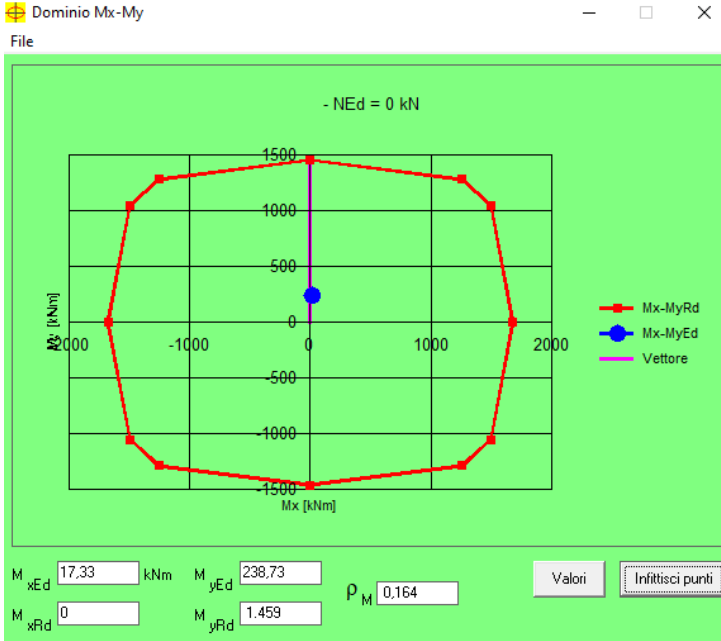 Dominio Mx-My
File
- NEd = 0 kN
1500
1000
500
0
-2000 -1000 0 1000 2000
-500
-1000
-1500
Mx [kNm]
My [kNm]
Mx-MyRd
Mx-MyEd
Vettore
M xEd 17,33 kNm M yEd 238,73
ρ M 0,164
M xRd 0 M yRd 1.459
Valori Infittisci punti